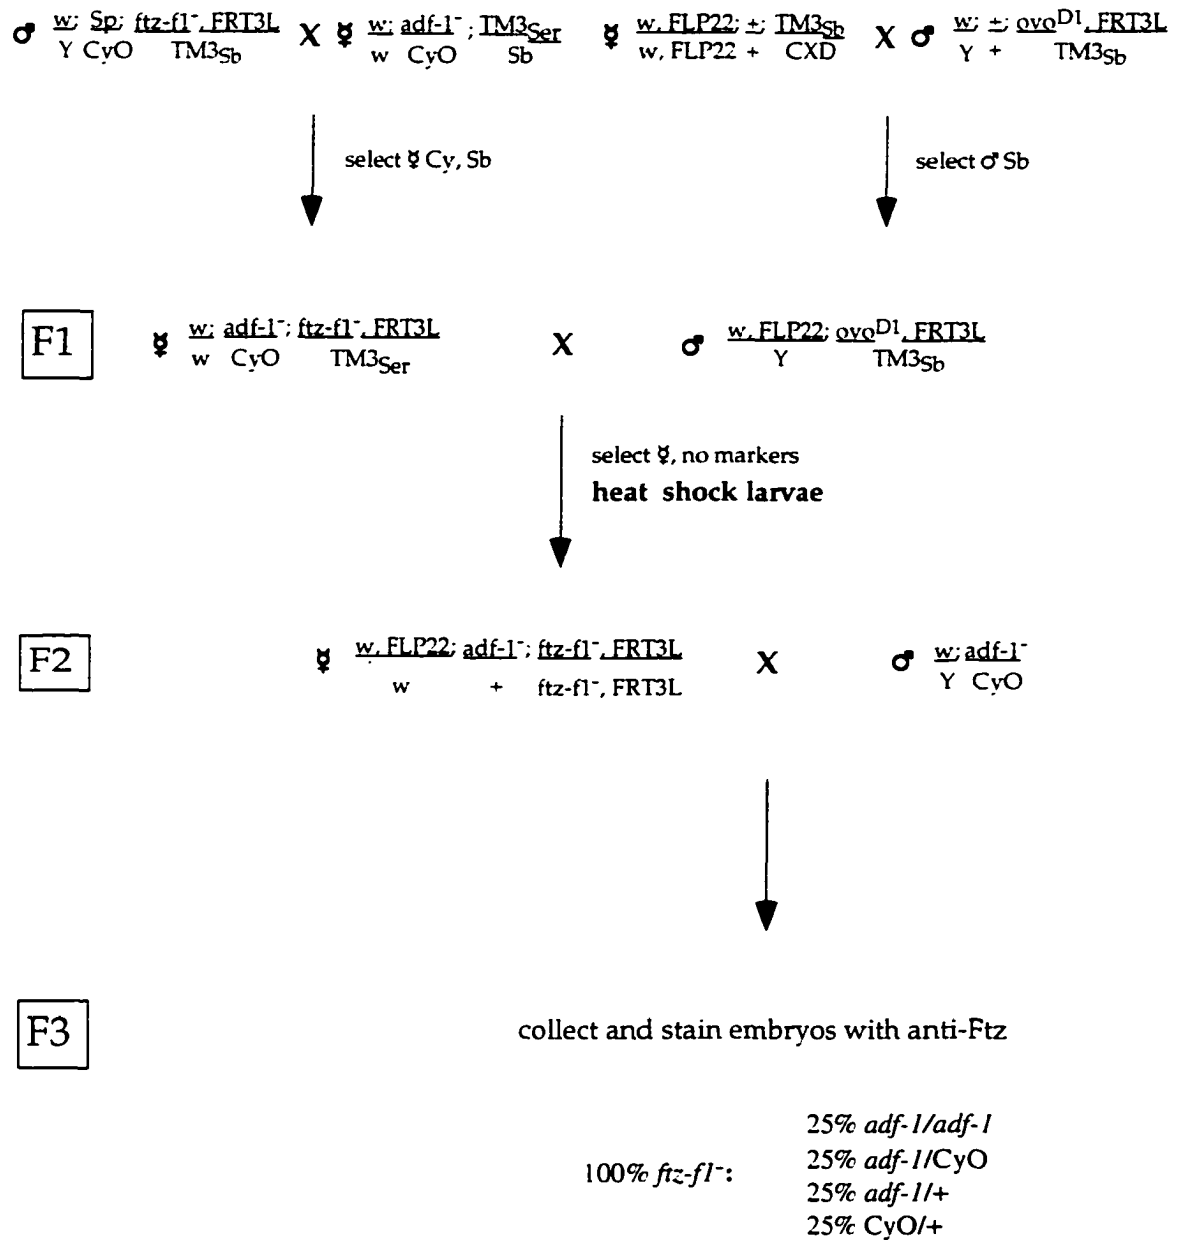 ♂ w; Sp; ftz-f1⁻, FRT3L X ☿ w; adf-1⁻ ; TM3Ser ☿ w, FLP22; +; TM3Sb X ♂ w; +; ovoD1, FRT3L
Y CyO TM3Sb w CyO Sb w, FLP22 + CXD Y + TM3Sb
select ☿ Cy, Sb
select ♂ Sb
F1
☿ w; adf-1⁻; ftz-f1⁻, FRT3L X ♂ w, FLP22; ovoD1, FRT3L
w CyO TM3Ser Y TM3Sb
select ☿, no markers
heat shock larvae
F2
☿ w, FLP22; adf-1⁻; ftz-f1⁻, FRT3L X ♂ w; adf-1⁻
w + ftz-f1⁻, FRT3L Y CyO
F3
collect and stain embryos with anti-Ftz
100% ftz-f1⁻:
25% adf-1/adf-1
25% adf-1/CyO
25% adf-1/+
25% CyO/+